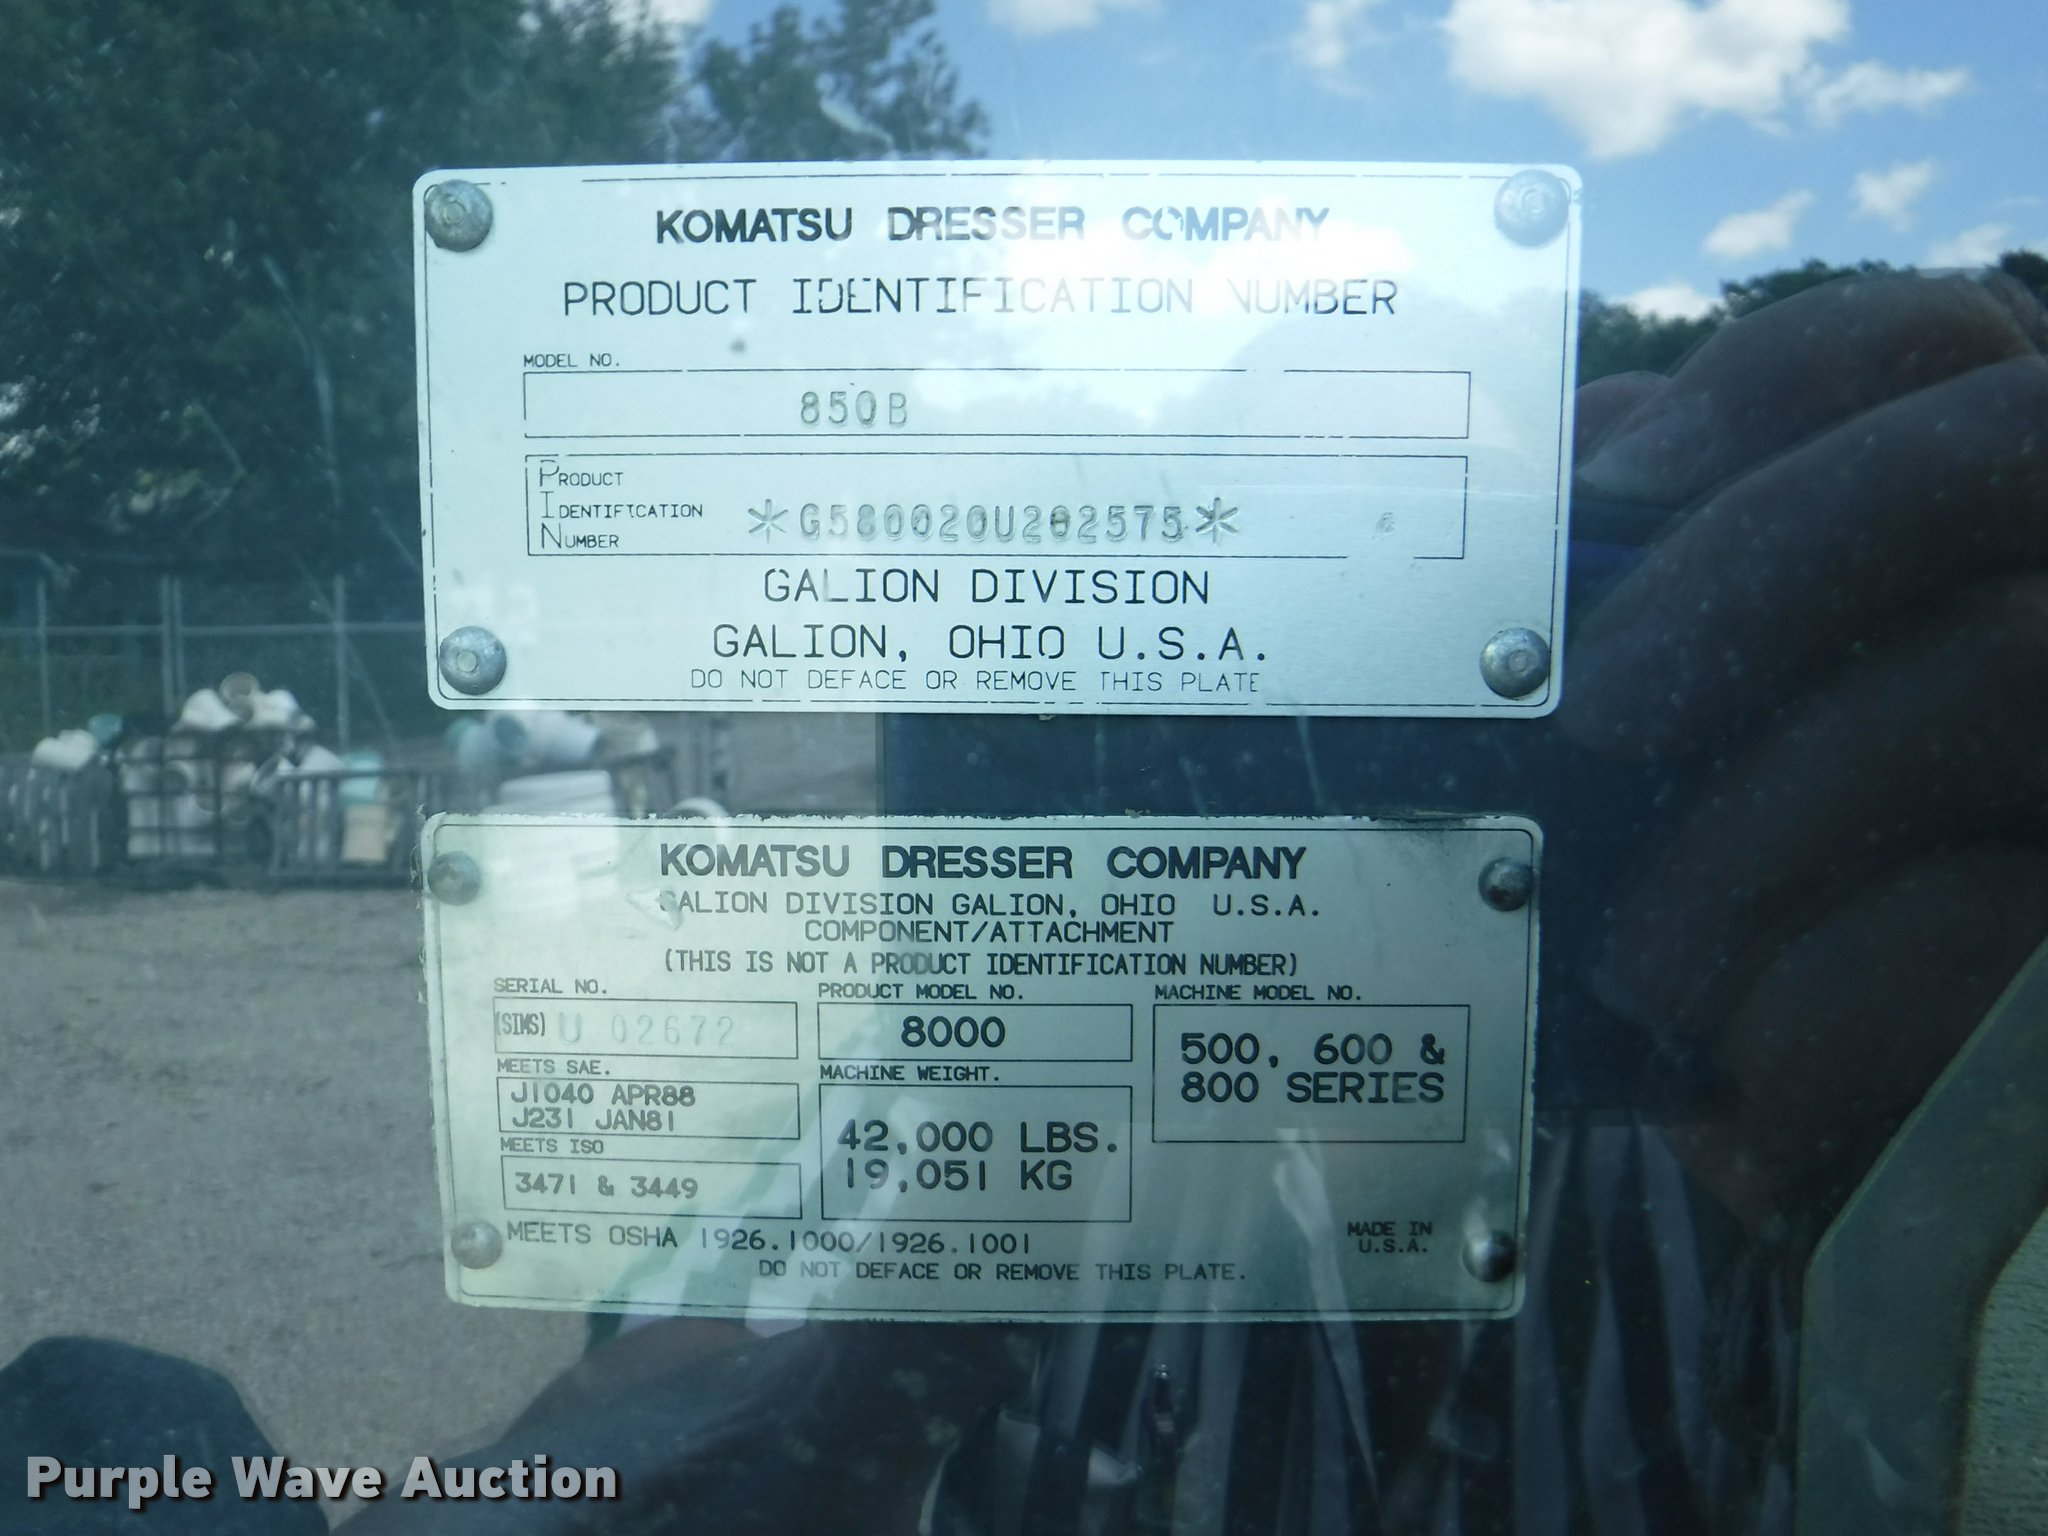 KOMATSU DRESSER COMPANY
PRODUCT IDENTIFICATION NUMBER
MODEL NO.
850B
PRODUCT
IDENTIFICATION
NUMBER
*G580020U202575*
GALION DIVISION
GALION, OHIO U.S.A.
DO NOT DEFACE OR REMOVE THIS PLATE
KOMATSU DRESSER COMPANY
GALION DIVISION GALION, OHIO U.S.A.
COMPONENT/ATTACHMENT
(THIS IS NOT A PRODUCT IDENTIFICATION NUMBER)
SERIAL NO.
(SIMS) U 02672
PRODUCT MODEL NO.
8000
MACHINE MODEL NO.
500, 600 &
800 SERIES
MEETS SAE.
J1040 APR88
J231 JAN81
MACHINE WEIGHT.
42,000 LBS.
19,051 KG
MEETS ISO
3471 & 3449
MEETS OSHA 1926.1000/1926.1001
MADE IN
U.S.A.
DO NOT DEFACE OR REMOVE THIS PLATE.
Purple Wave Auction